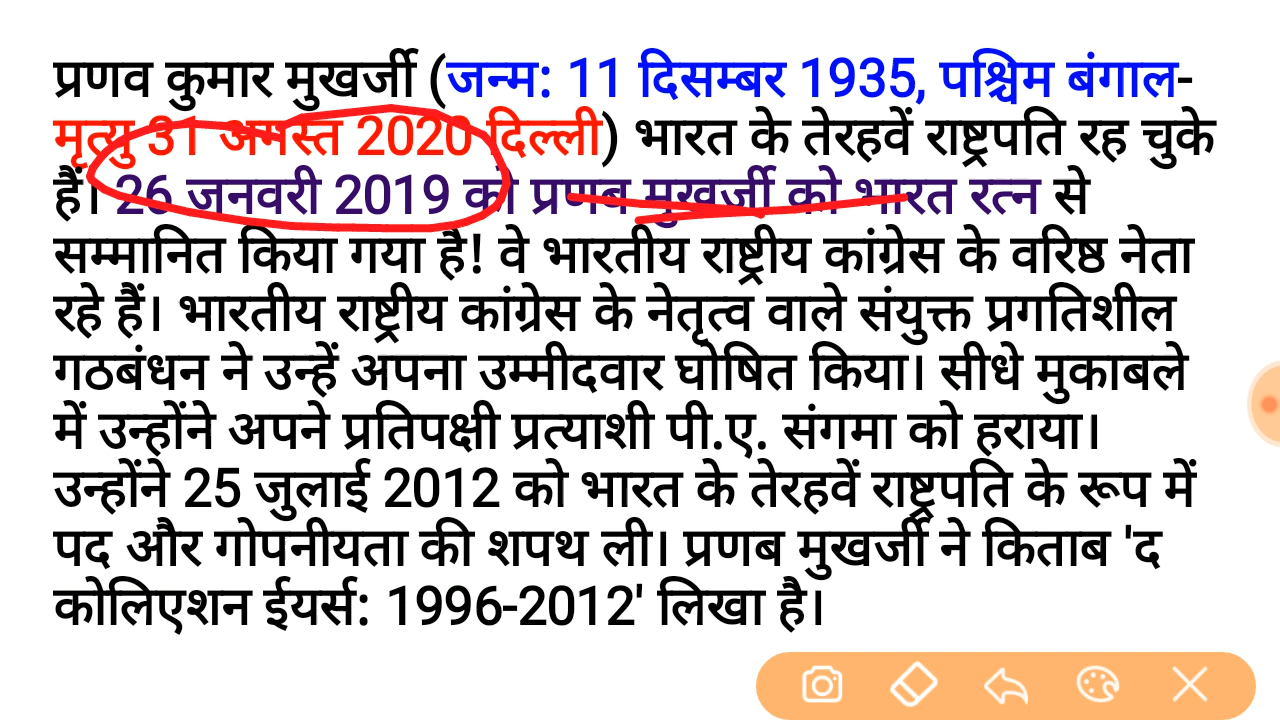 प्रणव कुमार मुखर्जी (जन्म: 11 दिसम्बर 1935, पश्चिम बंगाल-
मृत्यु 31 अगस्त 2020 दिल्ली) भारत के तेरहवें राष्ट्रपति रह चुके
हैं। 26 जनवरी 2019 को प्रणब मुखर्जी को भारत रत्न से
सम्मानित किया गया है! वे भारतीय राष्ट्रीय कांग्रेस के वरिष्ठ नेता
रहे हैं। भारतीय राष्ट्रीय कांग्रेस के नेतृत्व वाले संयुक्त प्रगतिशील
गठबंधन ने उन्हें अपना उम्मीदवार घोषित किया। सीधे मुकाबले
में उन्होंने अपने प्रतिपक्षी प्रत्याशी पी.ए. संगमा को हराया।
उन्होंने 25 जुलाई 2012 को भारत के तेरहवें राष्ट्रपति के रूप में
पद और गोपनीयता की शपथ ली। प्रणब मुखर्जी ने किताब 'द
कोलिएशन ईयर्स: 1996-2012' लिखा है।